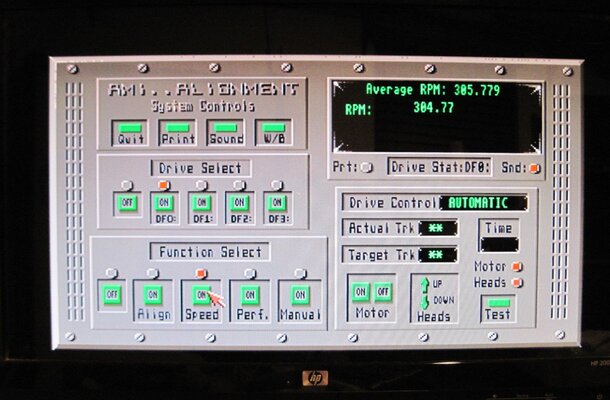 AMI..ALIGNMENT
System Controls
Quit Print Sound W/B
Drive Select
OFF ON ON ON ON
DF0: DF1: DF2: DF3:
Function Select
OFF ON ON ON ON
Align Speed Perf. Manual
Average RPM: 305.779
RPM: 304.77
Prt: Drive Stat:DF0: Snd:
Drive Control AUTOMATIC
Actual Trk ** Time
Target Trk **
Motor
Heads
ON OFF UP
DOWN
Motor Heads Test
hp